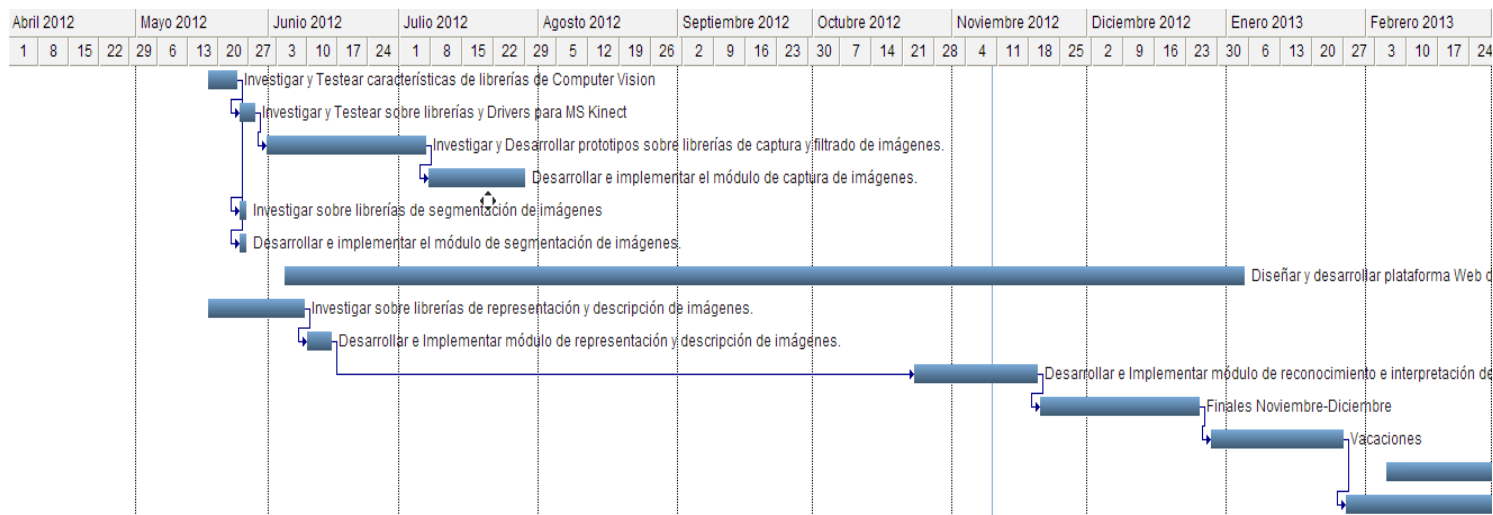 Abril 2012 Mayo 2012 Junio 2012 Julio 2012 Agosto 2012 Septiembre 2012 Octubre 2012 Noviembre 2012 Diciembre 2012 Enero 2013 Febrero 2013
1 8 15 22 29 6 13 20 27 3 10 17 24 1 8 15 22 29 5 12 19 26 2 9 16 23 30 7 14 21 28 4 11 18 25 2 9 16 23 30 6 13 20 27 3 10 17 24
Investigar y Testear características de librerías de Computer Vision
Investigar y Testear sobre librerías y Drivers para MS Kinect
Investigar y Desarrollar prototipos sobre librerías de captura y filtrado de imágenes.
Desarrollar e implementar el módulo de captura de imágenes.
Investigar sobre librerías de segmentación de imágenes
Desarrollar e implementar el módulo de segmentación de imágenes.
Diseñar y desarrollar plataforma Web
Investigar sobre librerías de representación y descripción de imágenes.
Desarrollar e Implementar módulo de representación y descripción de imágenes.
Desarrollar e Implementar módulo de reconocimiento e interpretación de
Finales Noviembre-Diciembre
Vacaciones